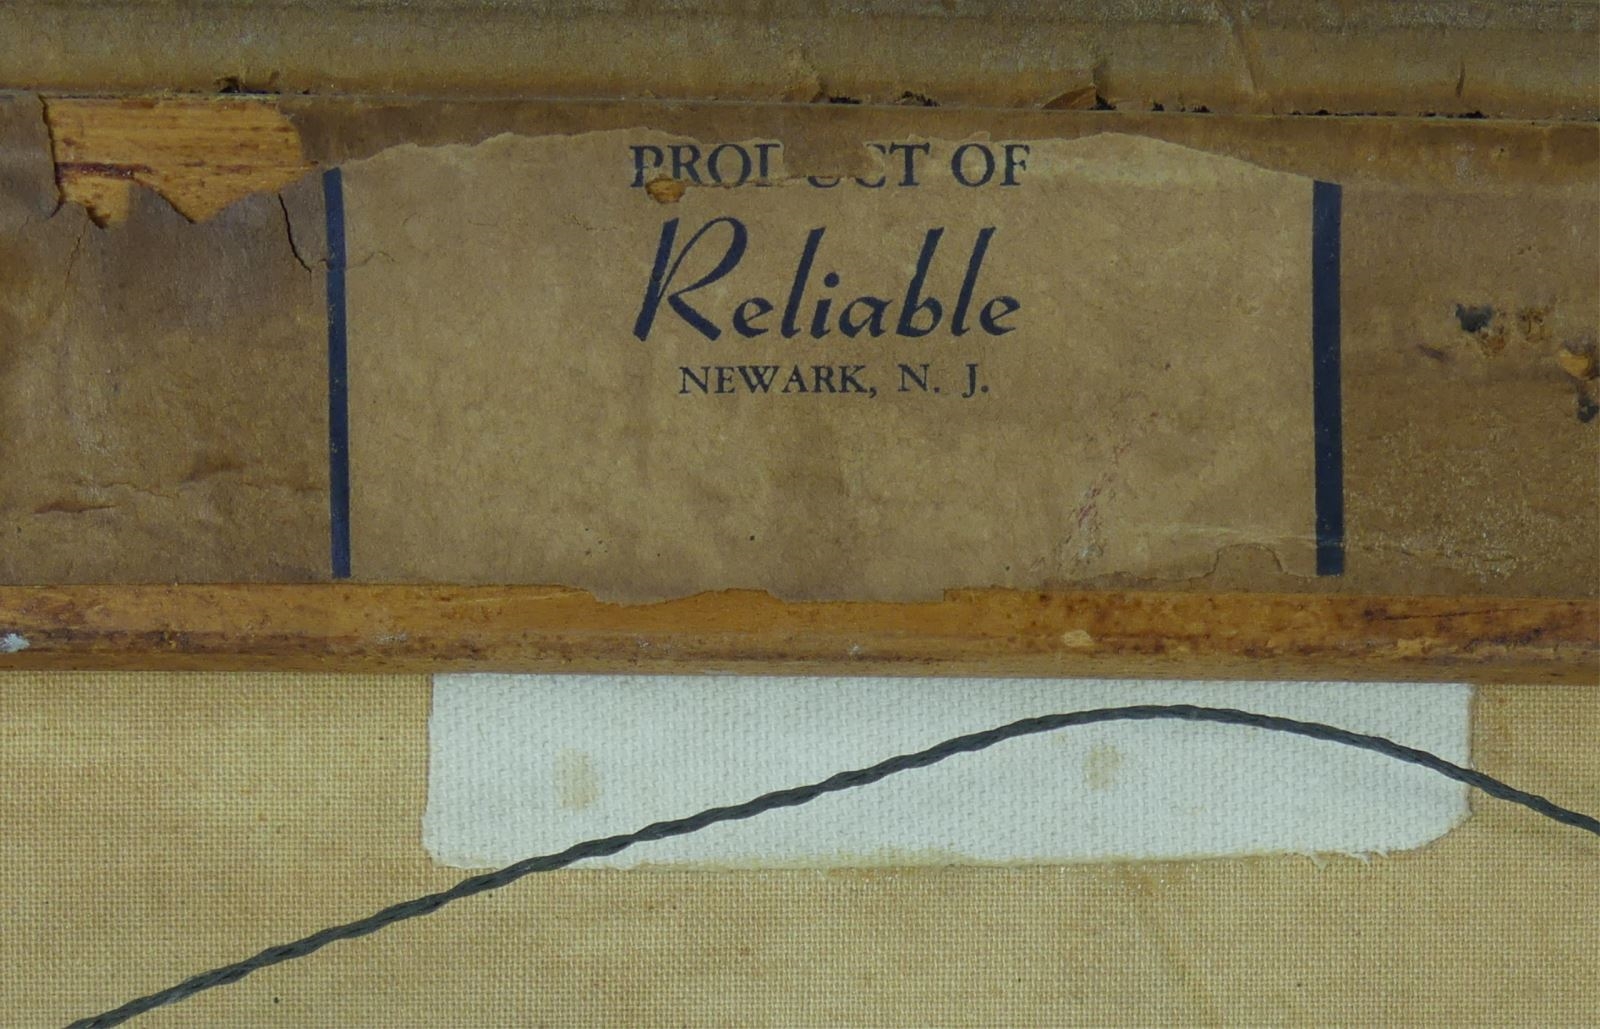 PRODUCT OF
Reliable
NEWARK, N. J.